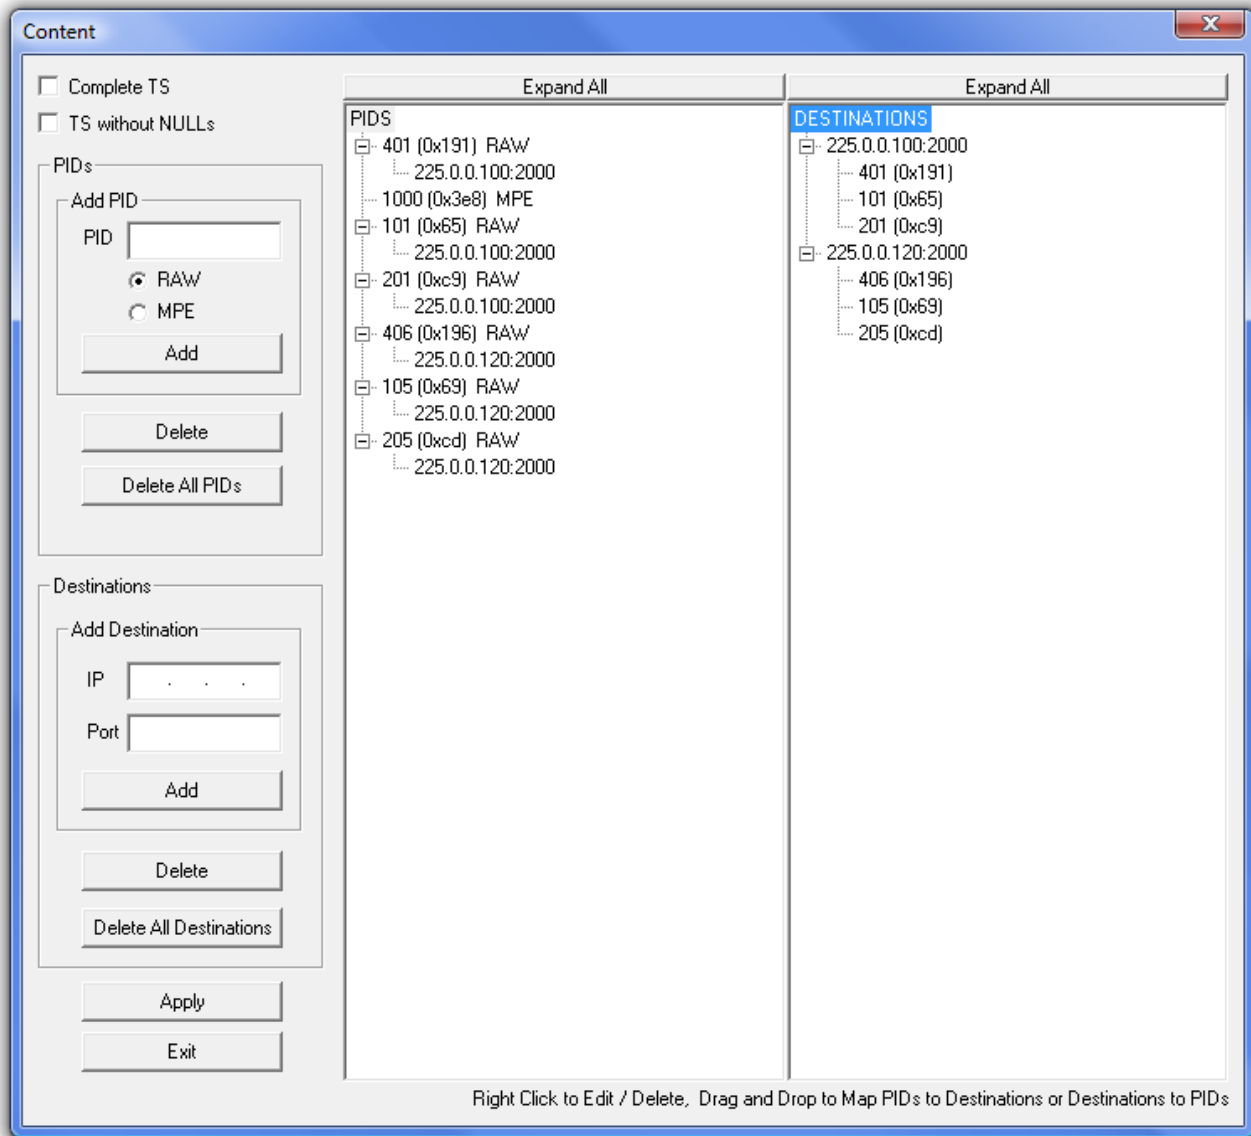 Content
X
Complete TS
TS without NULLs
PIDs
Add PID
PID
RAW
MPE
Add
Delete
Delete All PIDs
Destinations
Add Destination
IP . . .
Port
Add
Delete
Delete All Destinations
Apply
Exit
Expand All
PIDS
401 (0x191) RAW
225.0.0.100:2000
1000 (0x3e8) MPE
101 (0x65) RAW
225.0.0.100:2000
201 (0xc9) RAW
225.0.0.100:2000
406 (0x196) RAW
225.0.0.120:2000
105 (0x69) RAW
225.0.0.120:2000
205 (0xcd) RAW
225.0.0.120:2000
Expand All
DESTINATIONS
225.0.0.100:2000
401 (0x191)
101 (0x65)
201 (0xc9)
225.0.0.120:2000
406 (0x196)
105 (0x69)
205 (0xcd)
Right Click to Edit / Delete, Drag and Drop to Map PIDs to Destinations or Destinations to PIDs